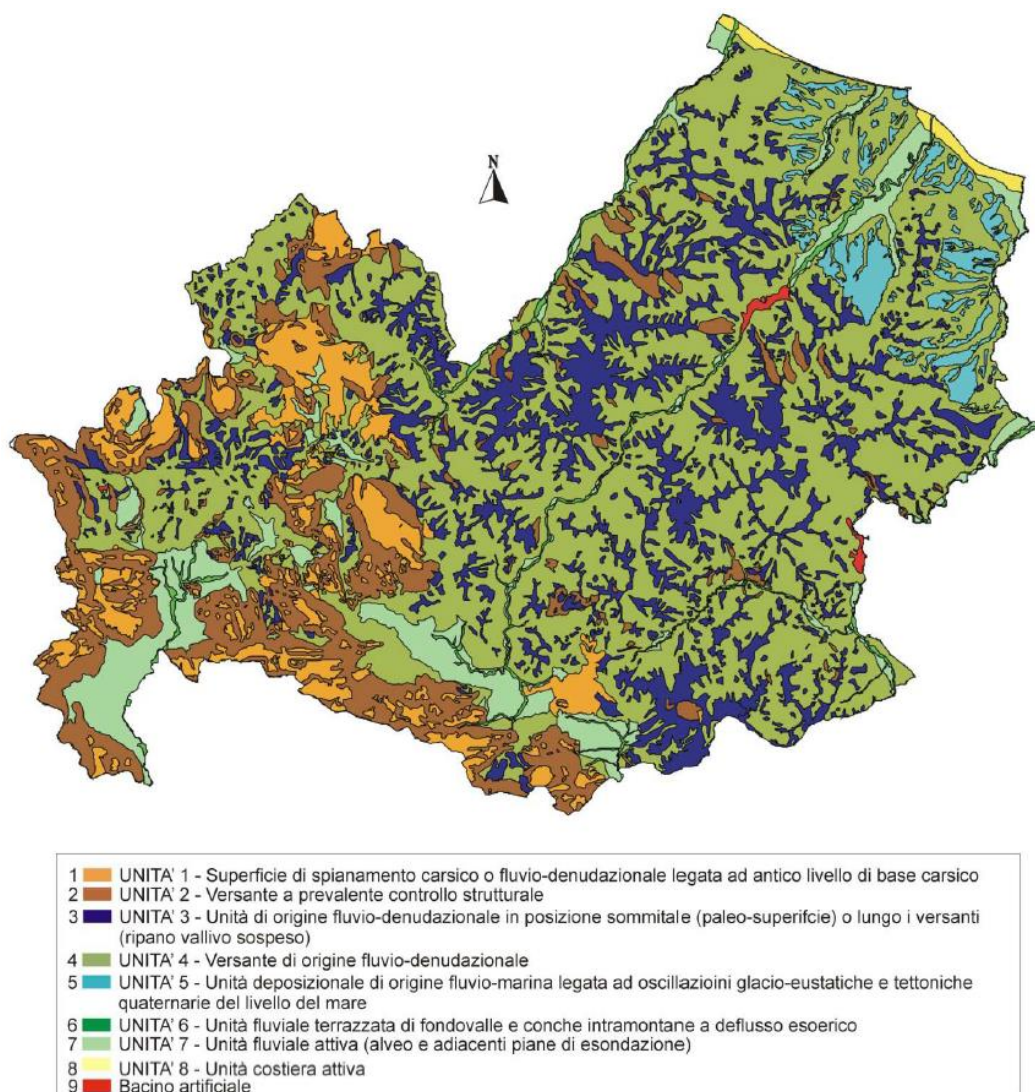 N
1 UNITA' 1 - Superficie di spianamento carsico o fluvio-denudazionale legata ad antico livello di base carsico
2 UNITA' 2 - Versante a prevalente controllo strutturale
3 UNITA' 3 - Unità di origine fluvio-denudazionale in posizione sommitale (paleo-superifcie) o lungo i versanti
(ripano vallivo sospeso)
4 UNITA' 4 - Versante di origine fluvio-denudazionale
5 UNITA' 5 - Unità deposizionale di origine fluvio-marina legata ad oscillazioini glacio-eustatiche e tettoniche
quaternarie del livello del mare
6 UNITA' 6 - Unità fluviale terrazzata di fondovalle e conche intramontane a deflusso esoerico
7 UNITA' 7 - Unità fluviale attiva (alveo e adiacenti piane di esondazione)
8 UNITA' 8 - Unità costiera attiva
9 Bacino artificiale